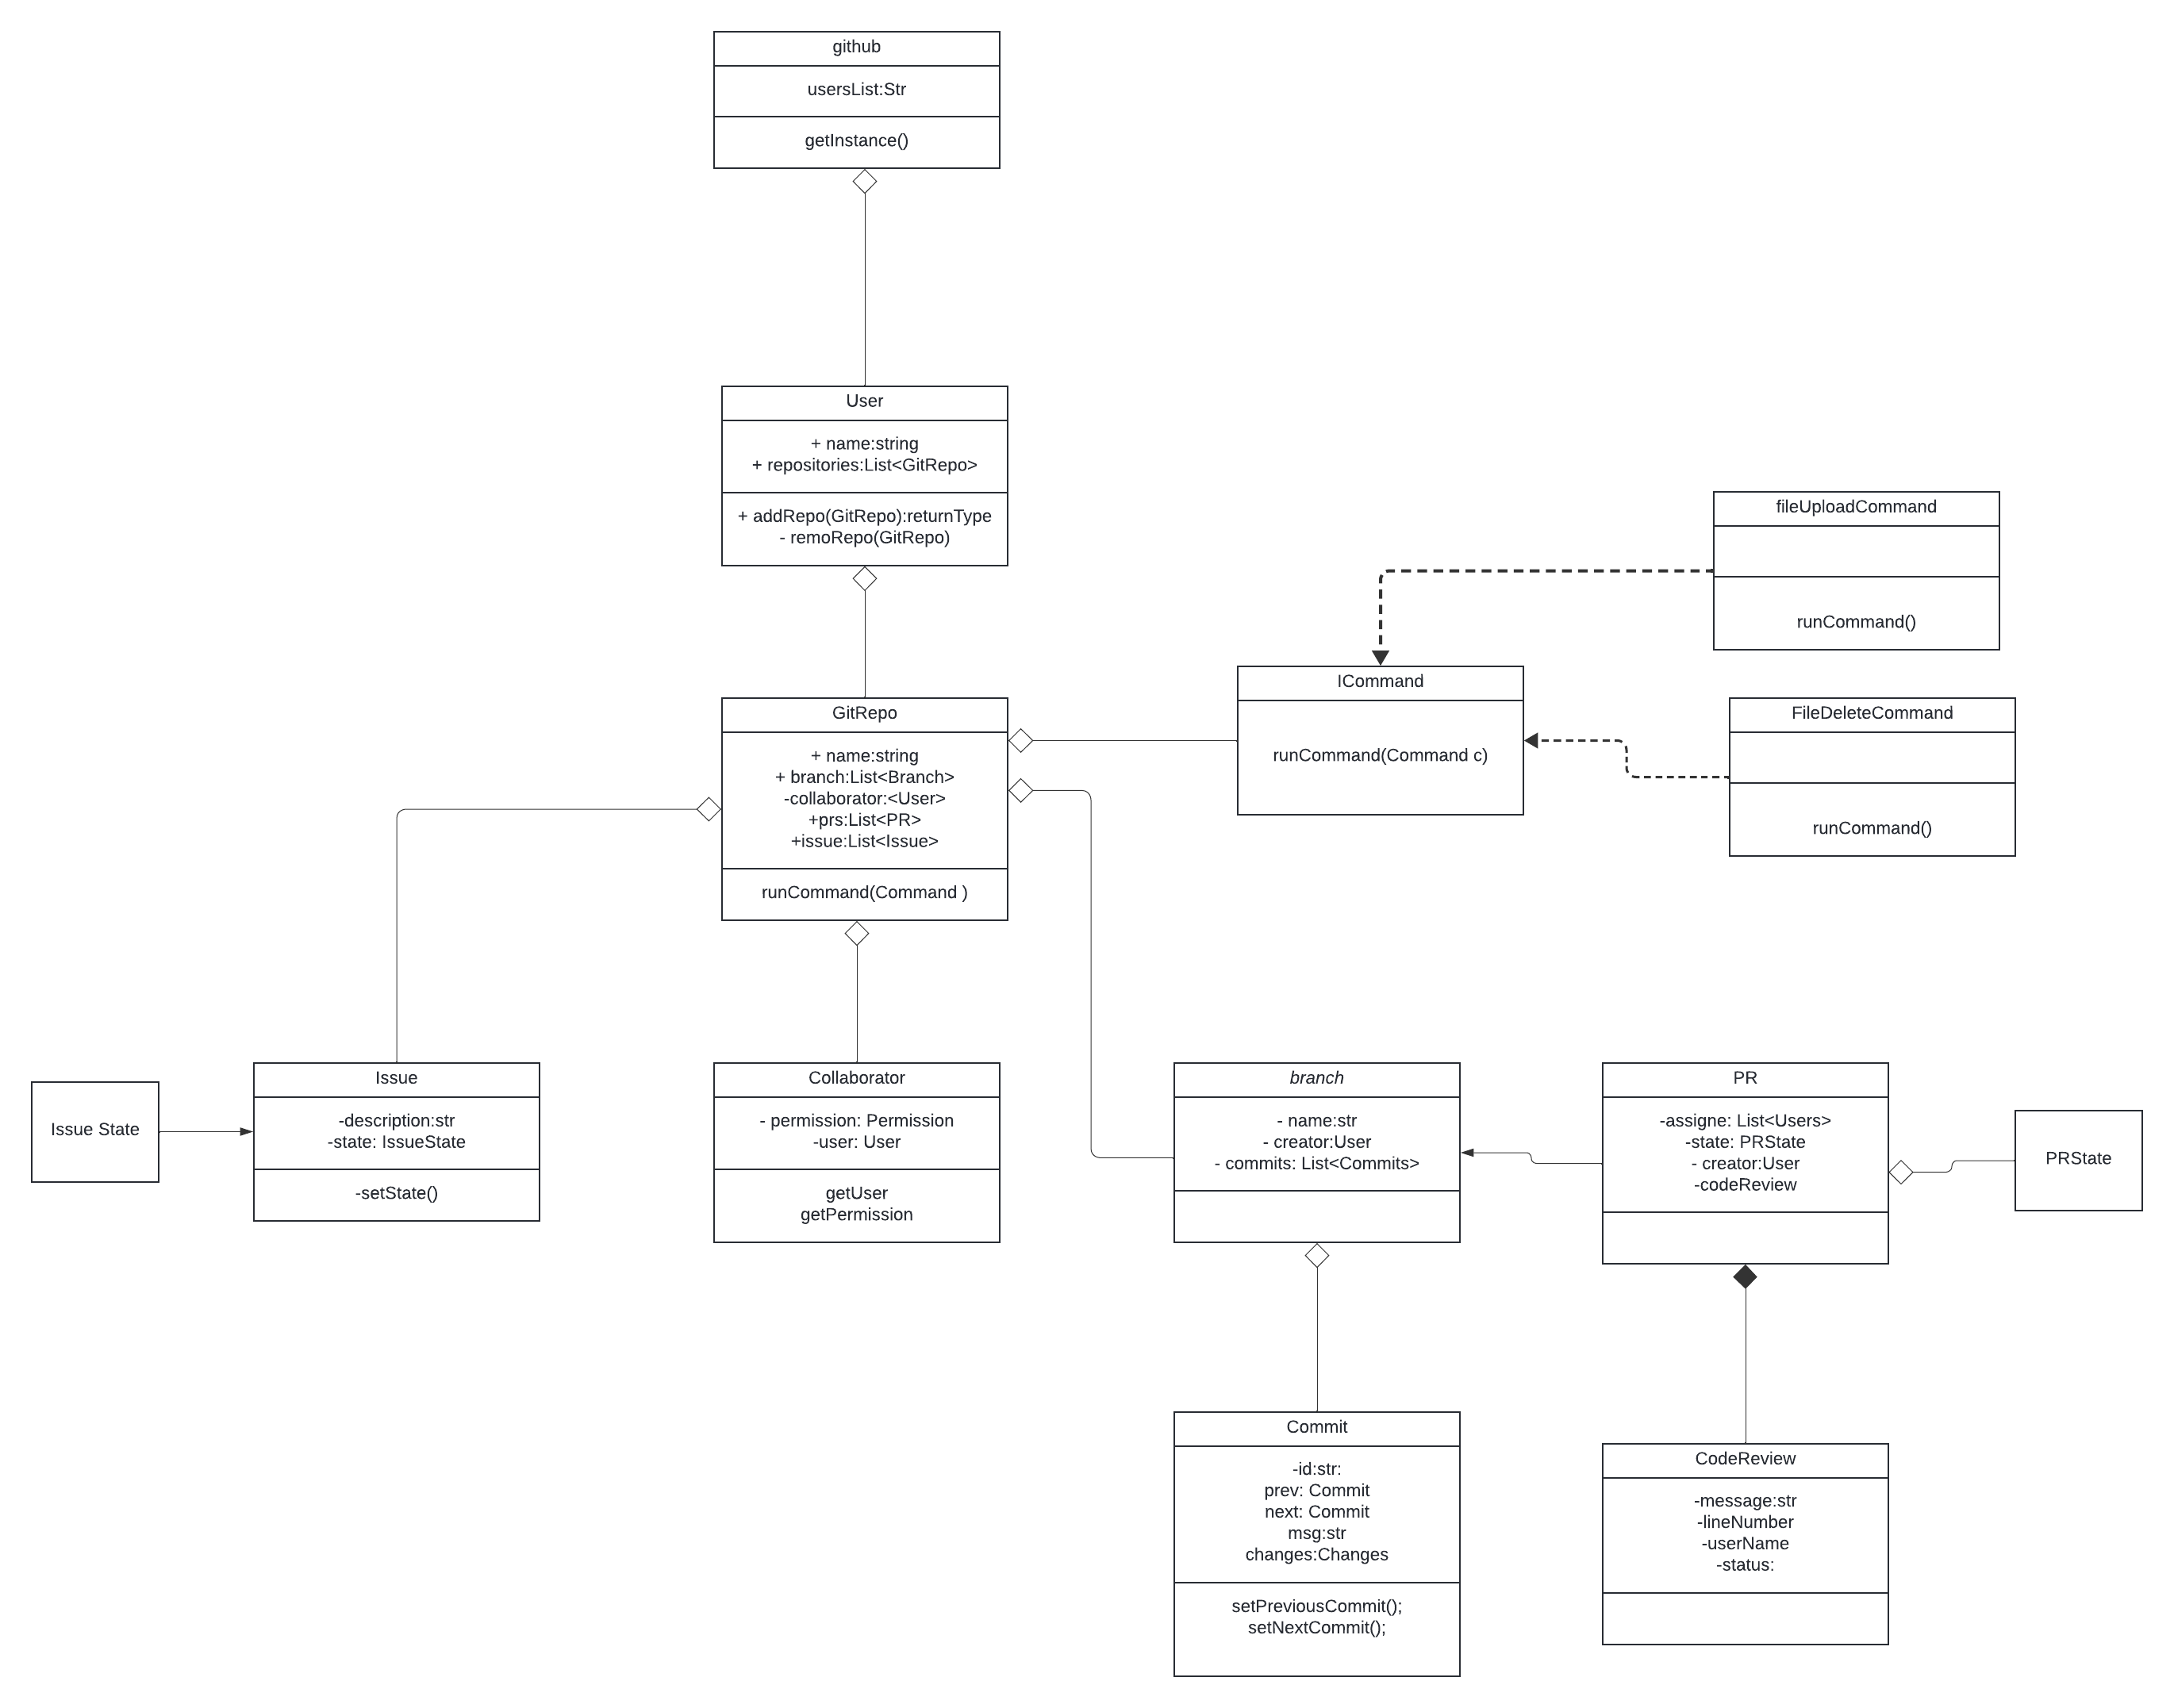 github
usersList:Str
getInstance()
User
+ name:string
+ repositories:List<GitRepo>
+ addRepo(GitRepo):returnType
- remoRepo(GitRepo)
fileUploadCommand
runCommand()
ICommand
runCommand(Command c)
FileDeleteCommand
runCommand()
GitRepo
+ name:string
+ branch:List<Branch>
-collaborator:<User>
+prs:List<PR>
+issue:List<Issue>
runCommand(Command )
Issue State
Issue
-description:str
-state: IssueState
-setState()
Collaborator
- permission: Permission
-user: User
getUser
getPermission
branch
- name:str
- creator:User
- commits: List<Commits>
PR
-assigne: List<Users>
-state: PRState
- creator:User
-codeReview
PRState
Commit
-id:str:
prev: Commit
next: Commit
msg:str
changes:Changes
setPreviousCommit();
setNextCommit();
CodeReview
-message:str
-lineNumber
-userName
-status: